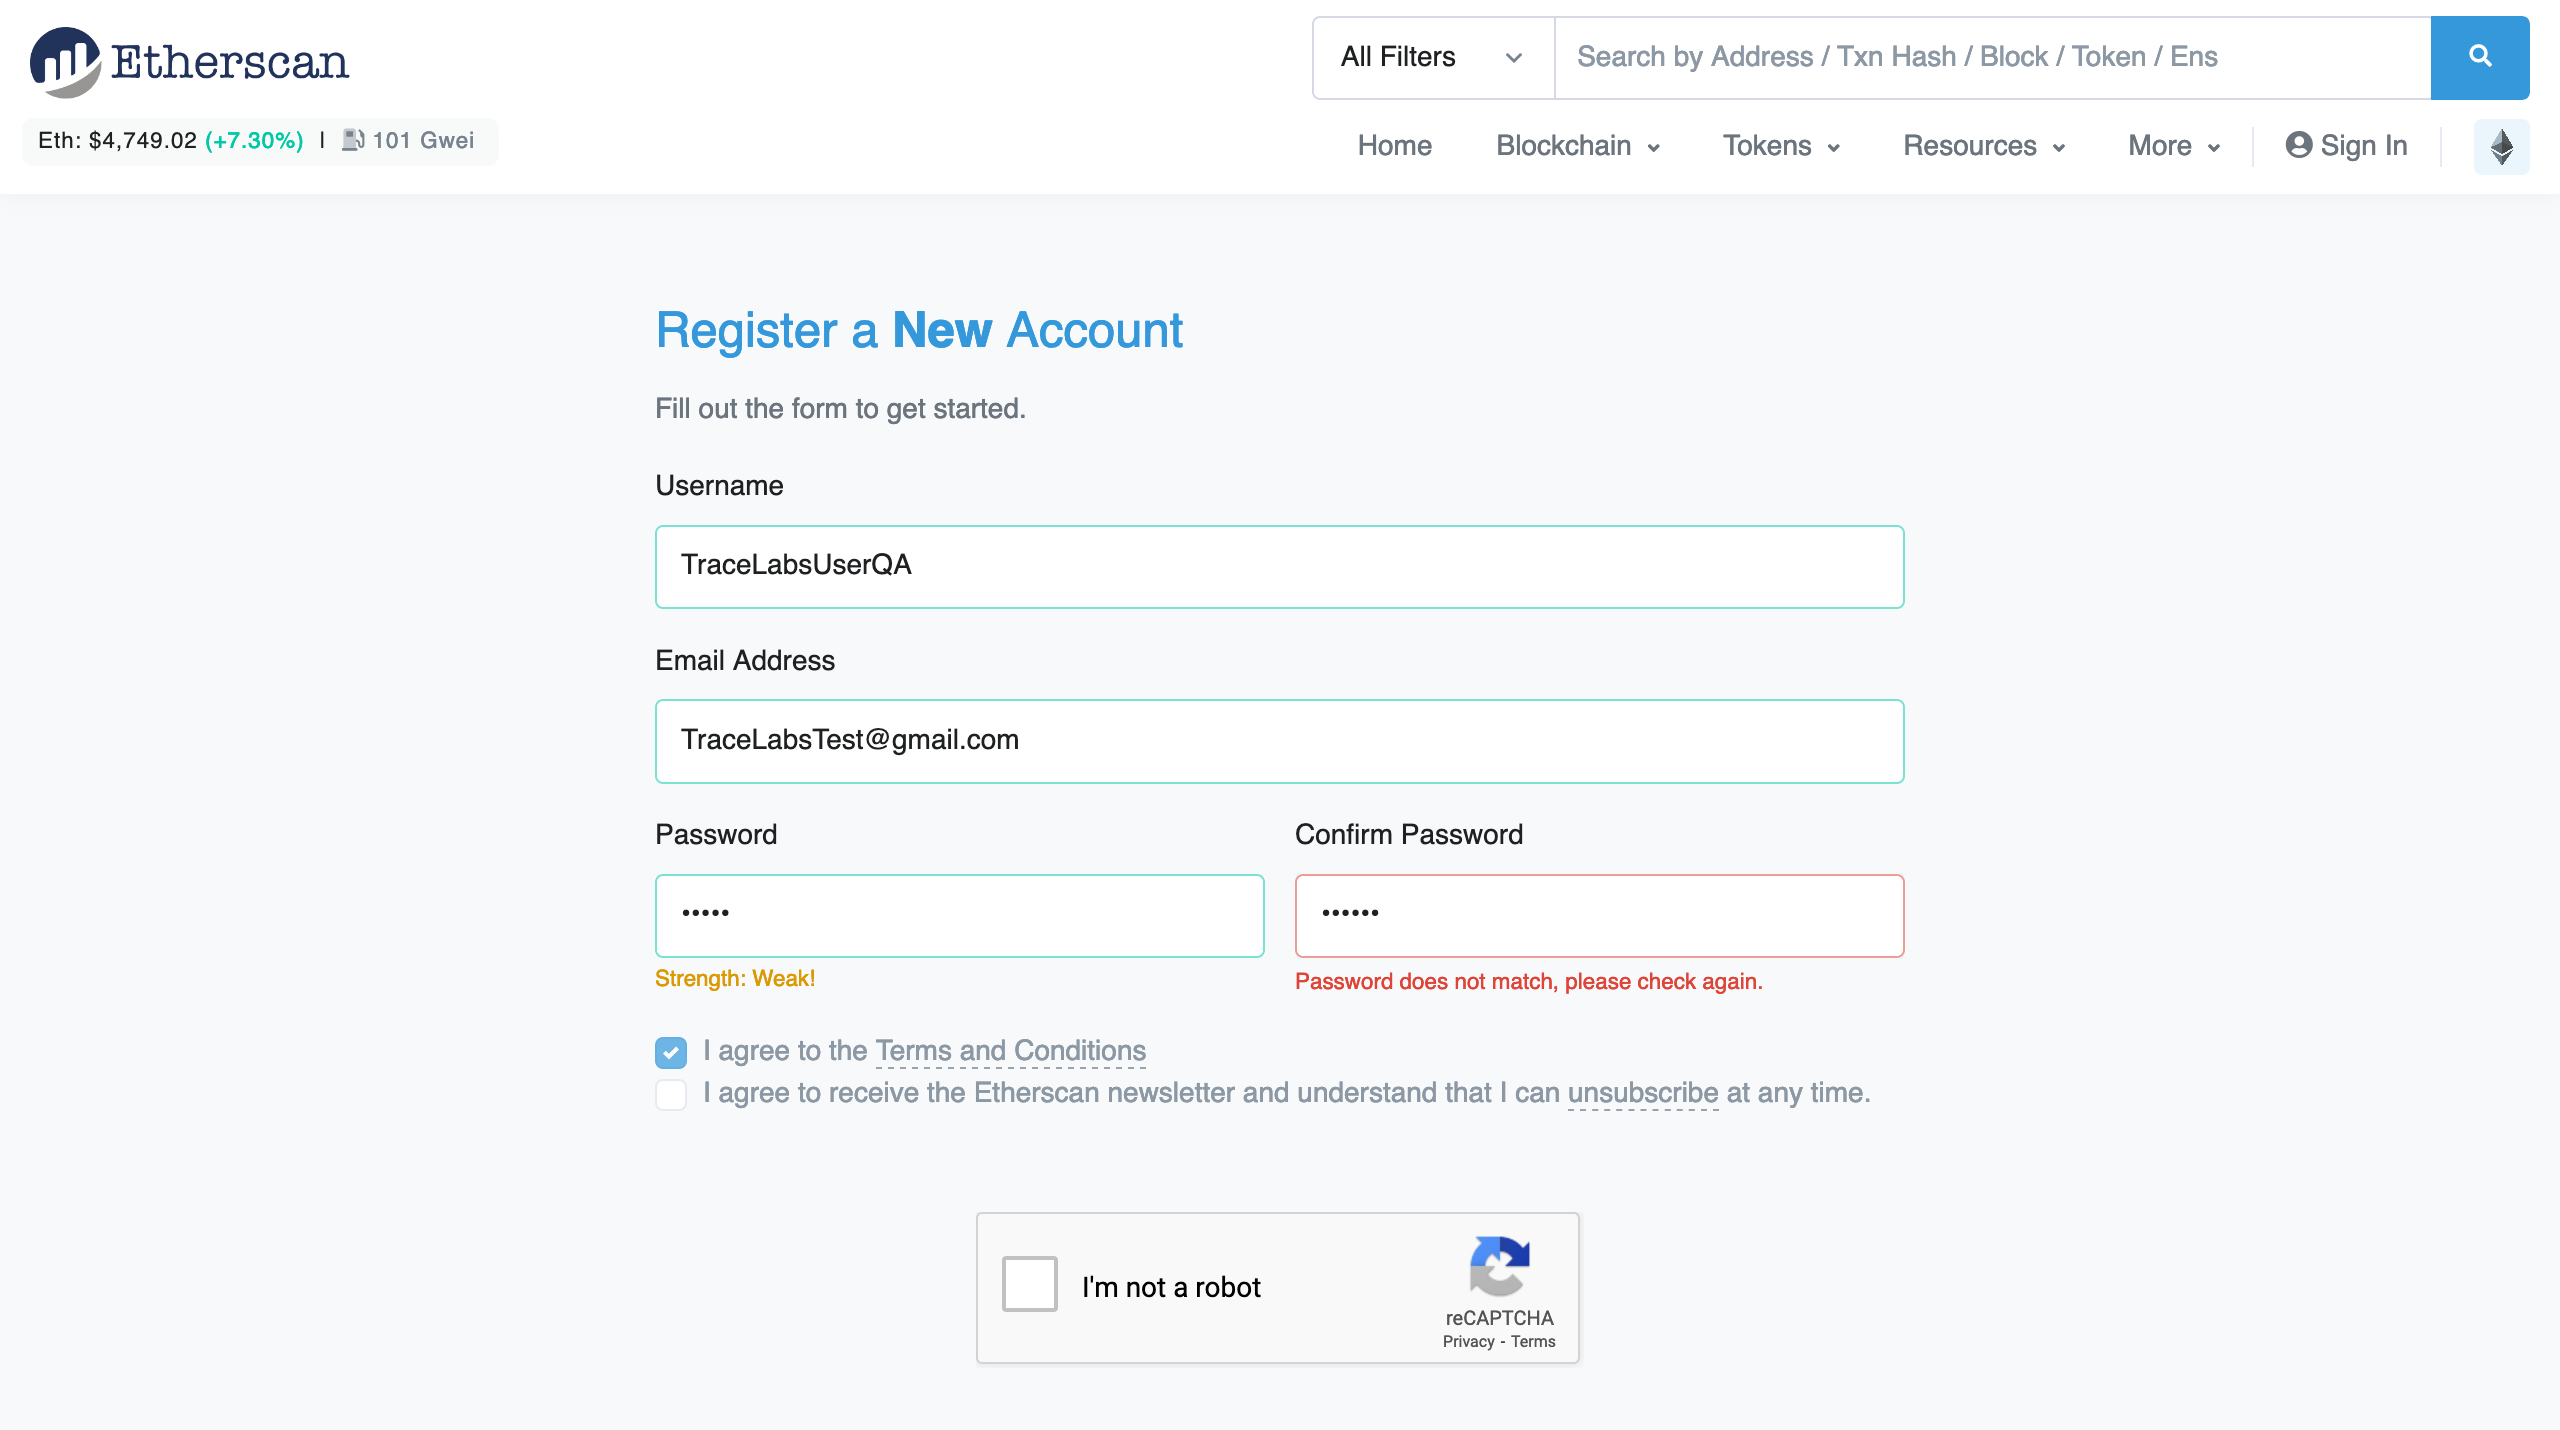 Etherscan
All Filters
Search by Address / Txn Hash / Block / Token / Ens
Eth: $4,749.02 (+7.30%) | 101 Gwei
Home Blockchain Tokens Resources More Sign In
Register a New Account
Fill out the form to get started.
Username
TraceLabsUserQA
Email Address
TraceLabsTest@gmail.com
Password Confirm Password
••••• ••••••
Strength: Weak! Password does not match, please check again.
I agree to the Terms and Conditions
I agree to receive the Etherscan newsletter and understand that I can unsubscribe at any time.
I'm not a robot
reCAPTCHA
Privacy - Terms